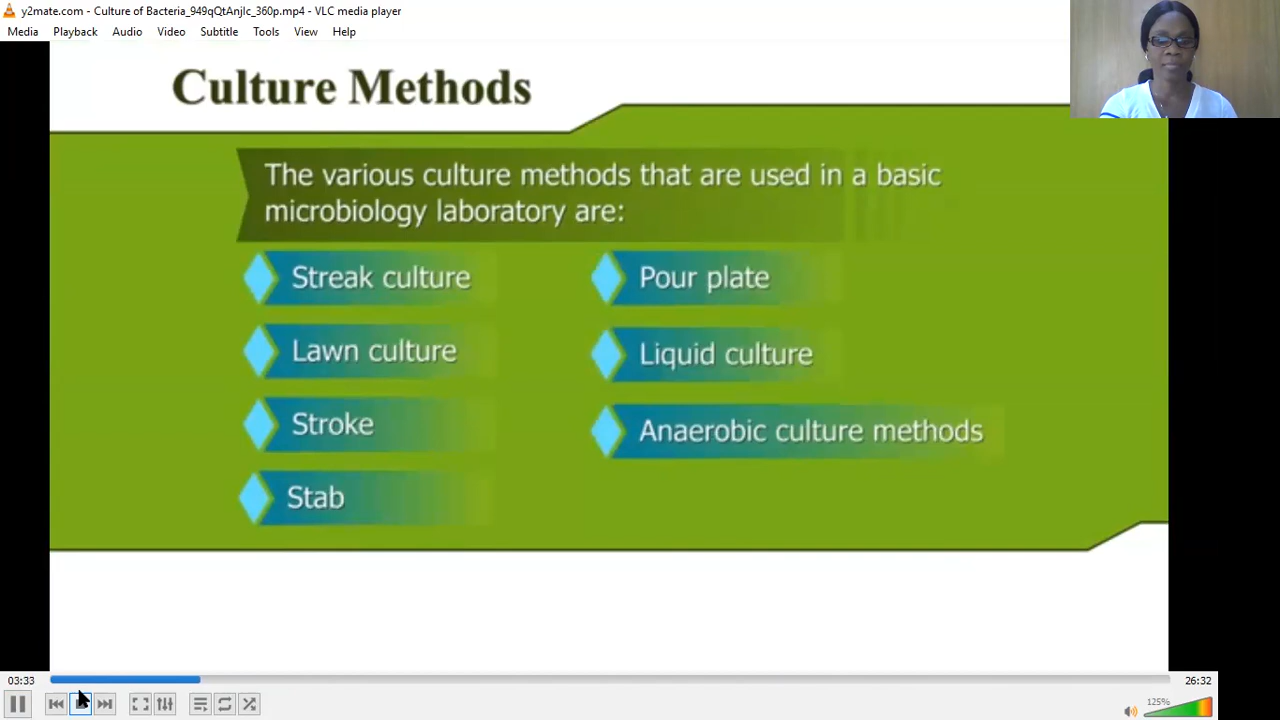 y2mate.com - Culture of Bacteria_949qQtAnjlc_360p.mp4 - VLC media player
Media Playback Audio Video Subtitle Tools View Help
Culture Methods
The various culture methods that are used in a basic
microbiology laboratory are:
Streak culture
Lawn culture
Stroke
Stab
Pour plate
Liquid culture
Anaerobic culture methods
03:33
26:32
125%